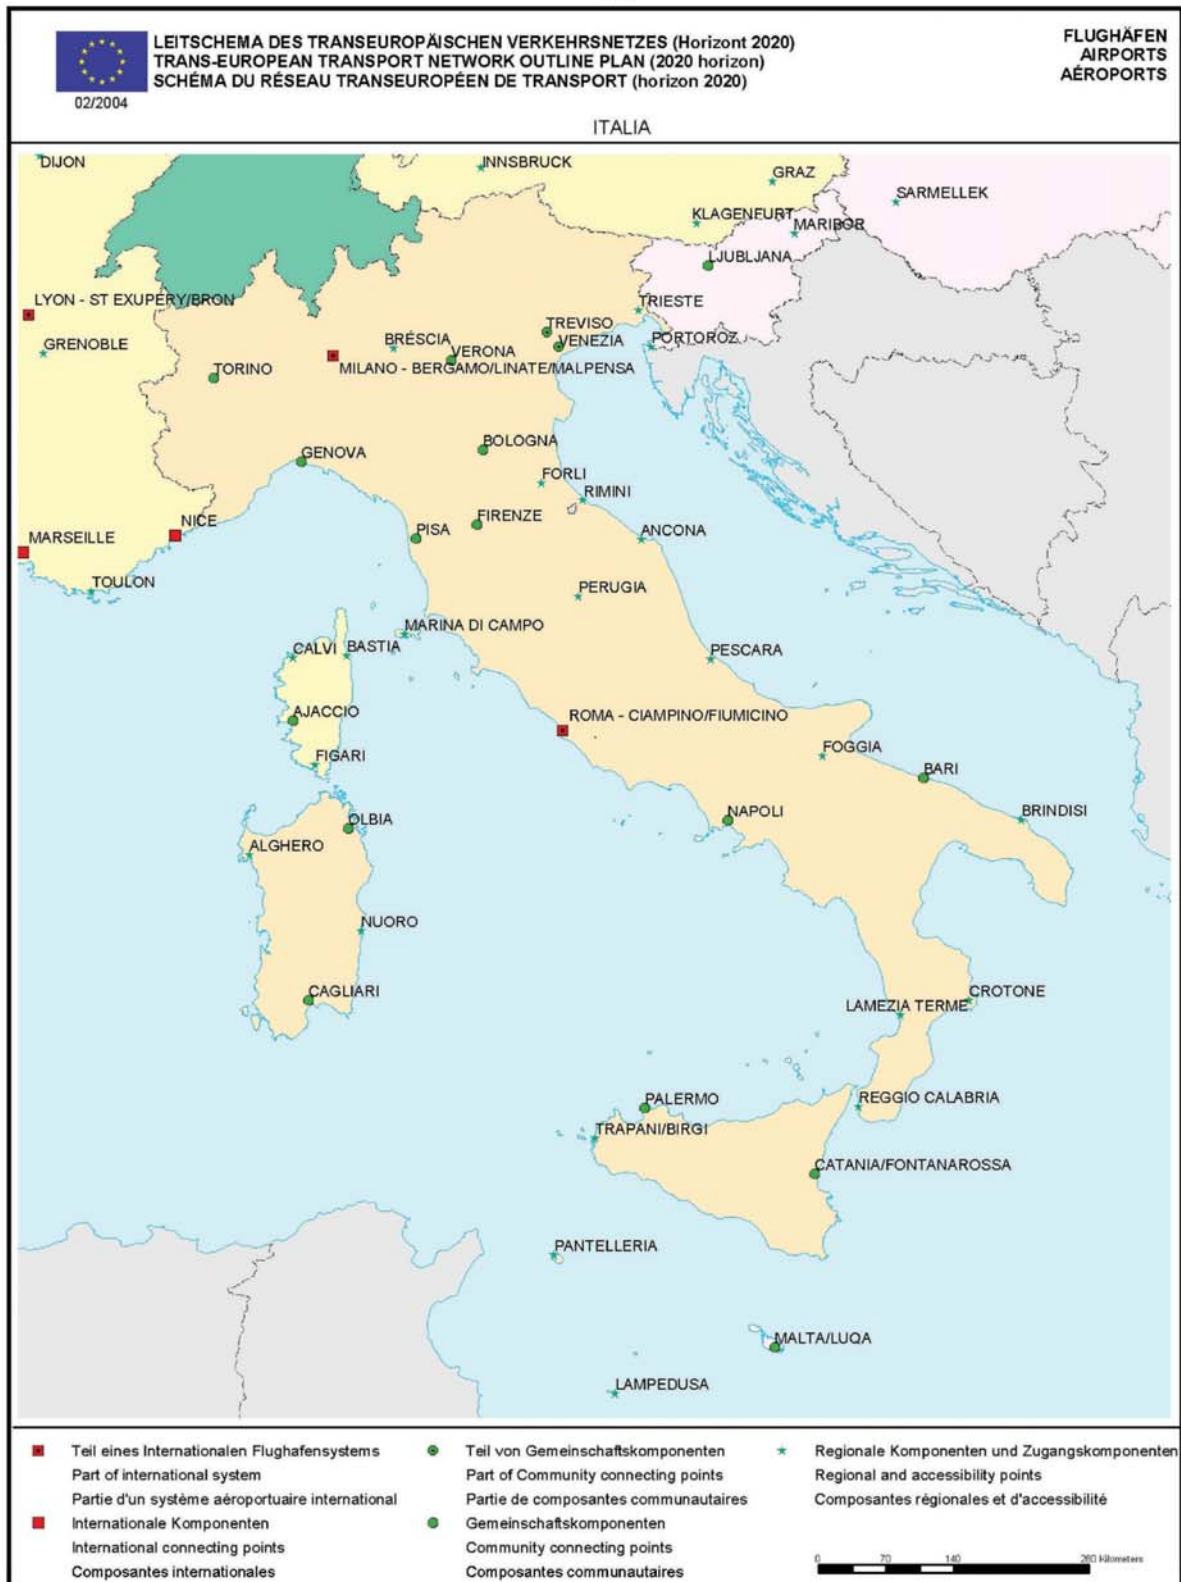 LEITSCHEMA DES TRANSEUROPÄISCHEN VERKEHRSNETZES (Horizont 2020)
TRANS-EUROPEAN TRANSPORT NETWORK OUTLINE PLAN (2020 horizon)
SCHÉMA DU RÉSEAU TRANSEUROPÉEN DE TRANSPORT (horizon 2020)
02/2004
FLUGHÄFEN
AIRPORTS
AÉROPORTS
ITALIA
DIJON
INNSBRUCK
GRAZ
SARMELLEK
KLAGENFURT
MARIBOR
LJUBLJANA
LYON - ST EXUPERY/BRON
TRIESTE
TREVISO
GRENOBLE
BRÉSCIA
VENEZIA
PORTOROZ
VERONA
TORINO
MILANO - BERGAMO/LINATE/MALPENSA
BOLOGNA
GENOVA
FORLI
RIMINI
NICE
FIRENZE
PISA
ANCONA
MARSEILLE
TOULON
PERUGIA
MARINA DI CAMPO
CALVI
BASTIA
PESCARA
AJACCIO
ROMA - CIAMPINO/FIUMICINO
FIGARI
FOGGIA
BARI
OLBIA
NAPOLI
BRINDISI
ALGHERO
NUORO
CAGLIARI
CROTONE
LAMEZIA TERME
PALERMO
REGGIO CALABRIA
TRAPANI/BIRGI
CATANIA/FONTANAROSSA
PANTELLERIA
MALTA/LUQA
LAMPEDUSA
Teil eines Internationalen Flughafensystems
Part of international system
Partie d'un système aéroportuaire international
Internationale Komponenten
International connecting points
Composantes internationales
Teil von Gemeinschaftskomponenten
Part of Community connecting points
Partie de composantes communautaires
Gemeinschaftskomponenten
Community connecting points
Composantes communautaires
Regionale Komponenten und Zugangskomponenten
Regional and accessibility points
Composantes régionales et d'accessibilité
0 70 140 280 Kilometers